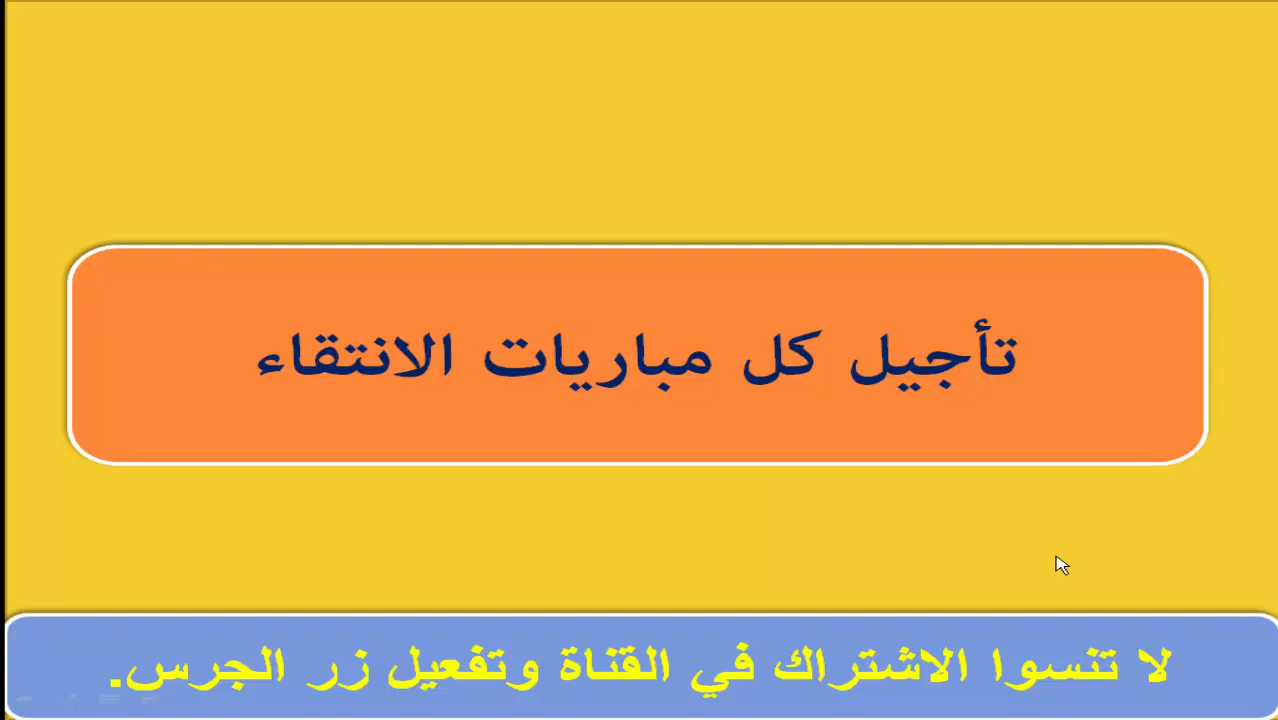 تأجيل كل مباريات الانتقاء
لا تنسوا الاشتراك في القناة وتفعيل زر الجرس.